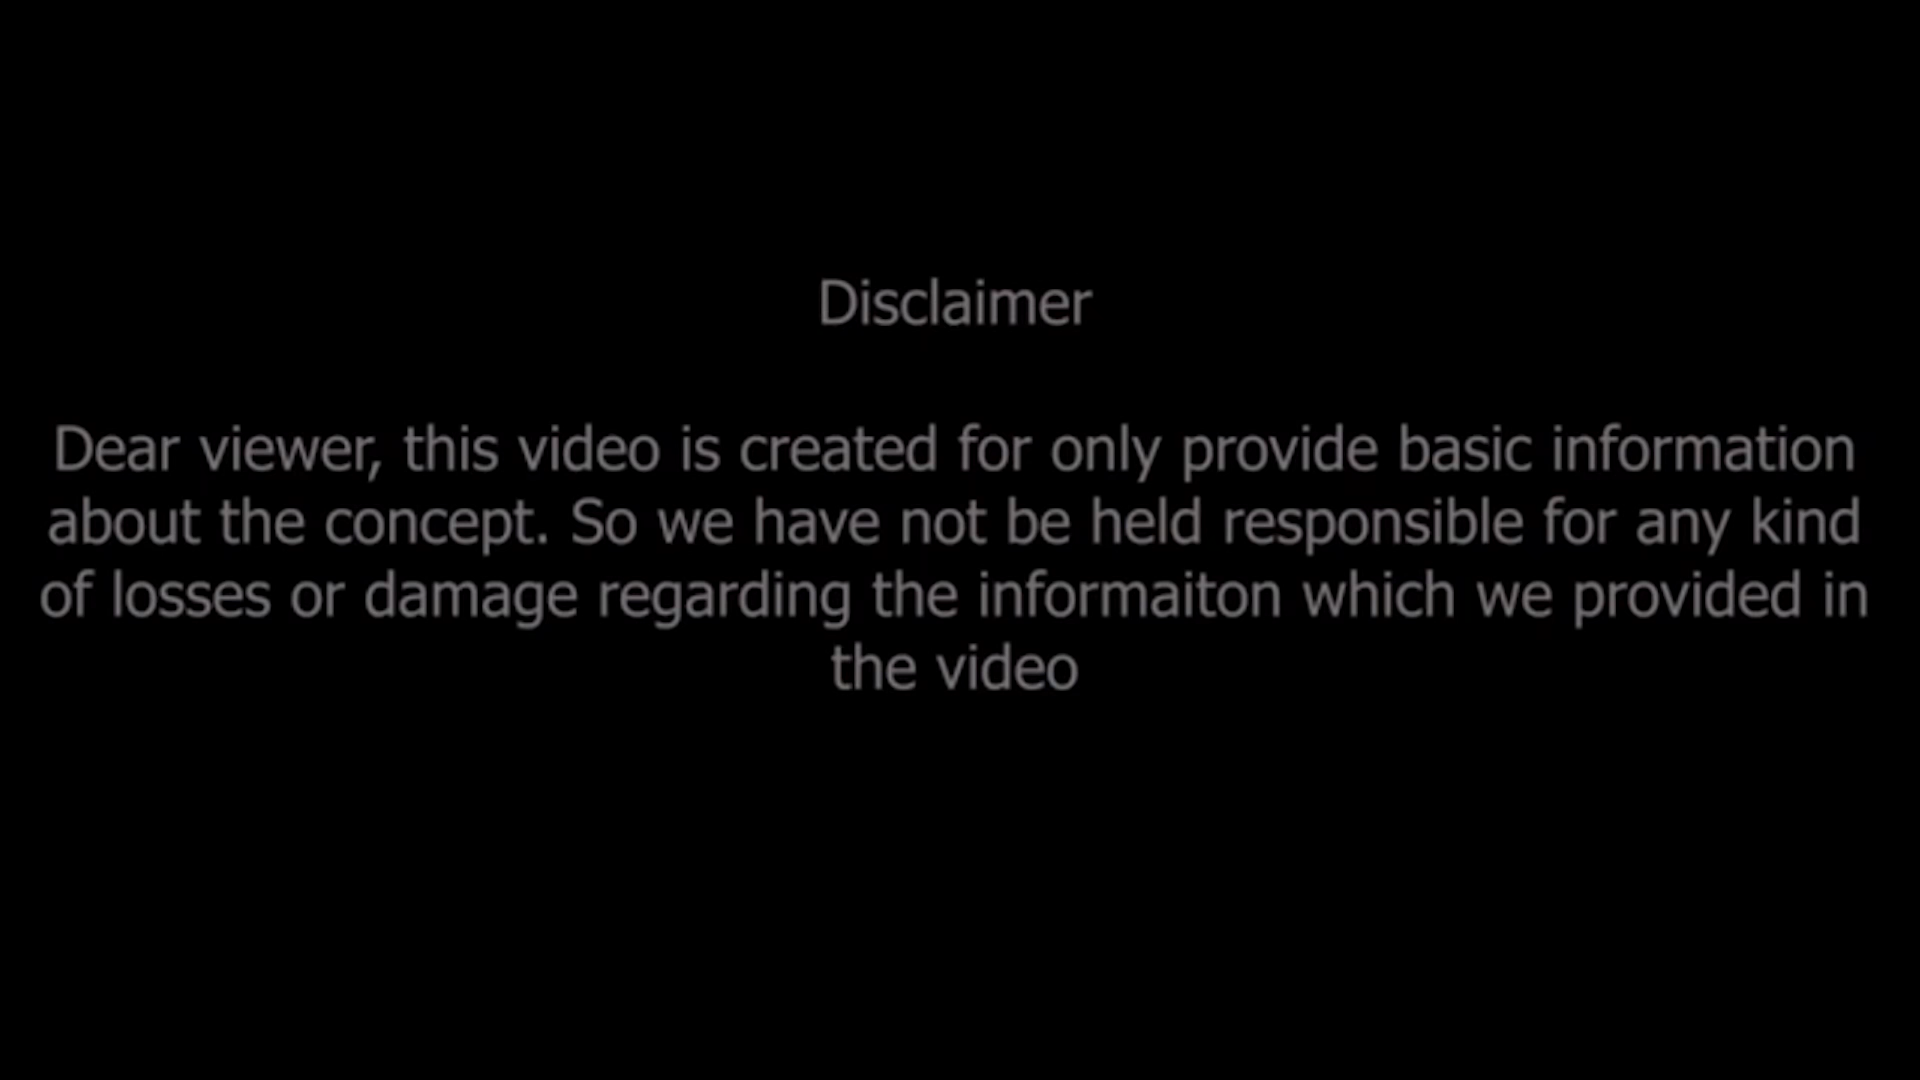 Disclaimer
Dear viewer, this video is created for only provide basic information
about the concept. So we have not be held responsible for any kind
of losses or damage regarding the informaiton which we provided in
the video